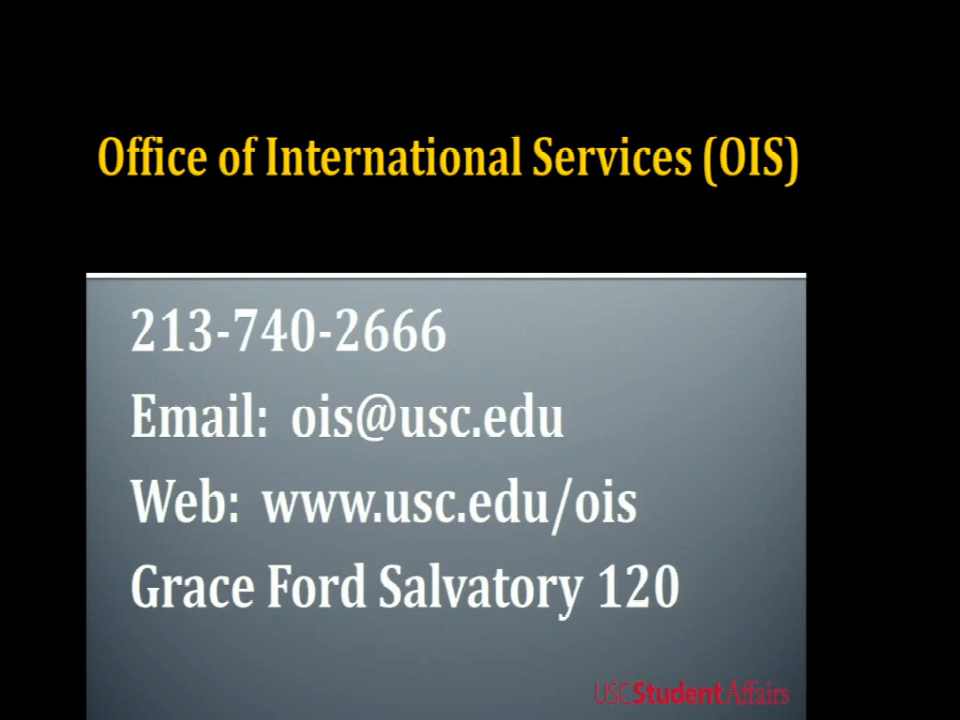 Office of International Services (OIS)
213-740-2666
Email: ois@usc.edu
Web: www.usc.edu/ois
Grace Ford Salvatory 120
USCStudentAffairs